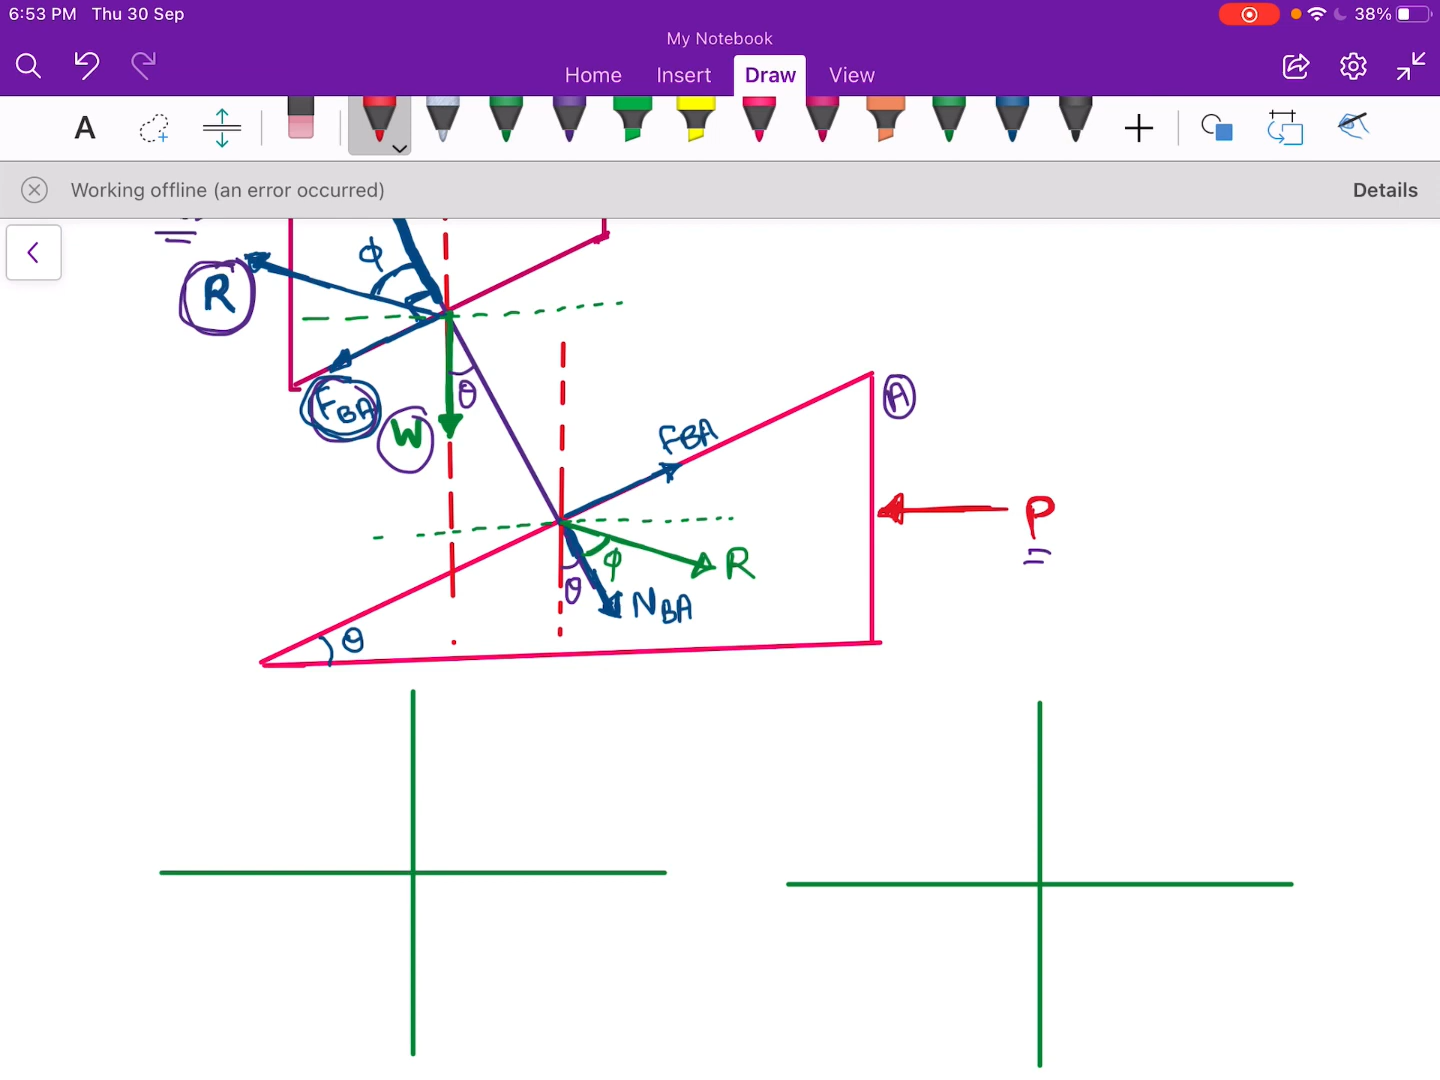 6:53 PM Thu 30 Sep
38%
My Notebook
Home Insert Draw View
A
Working offline (an error occurred)
Details
ϕ
R
F_BA
W
θ
A
F_BA
P
R
ϕ
θ
N_BA
θ